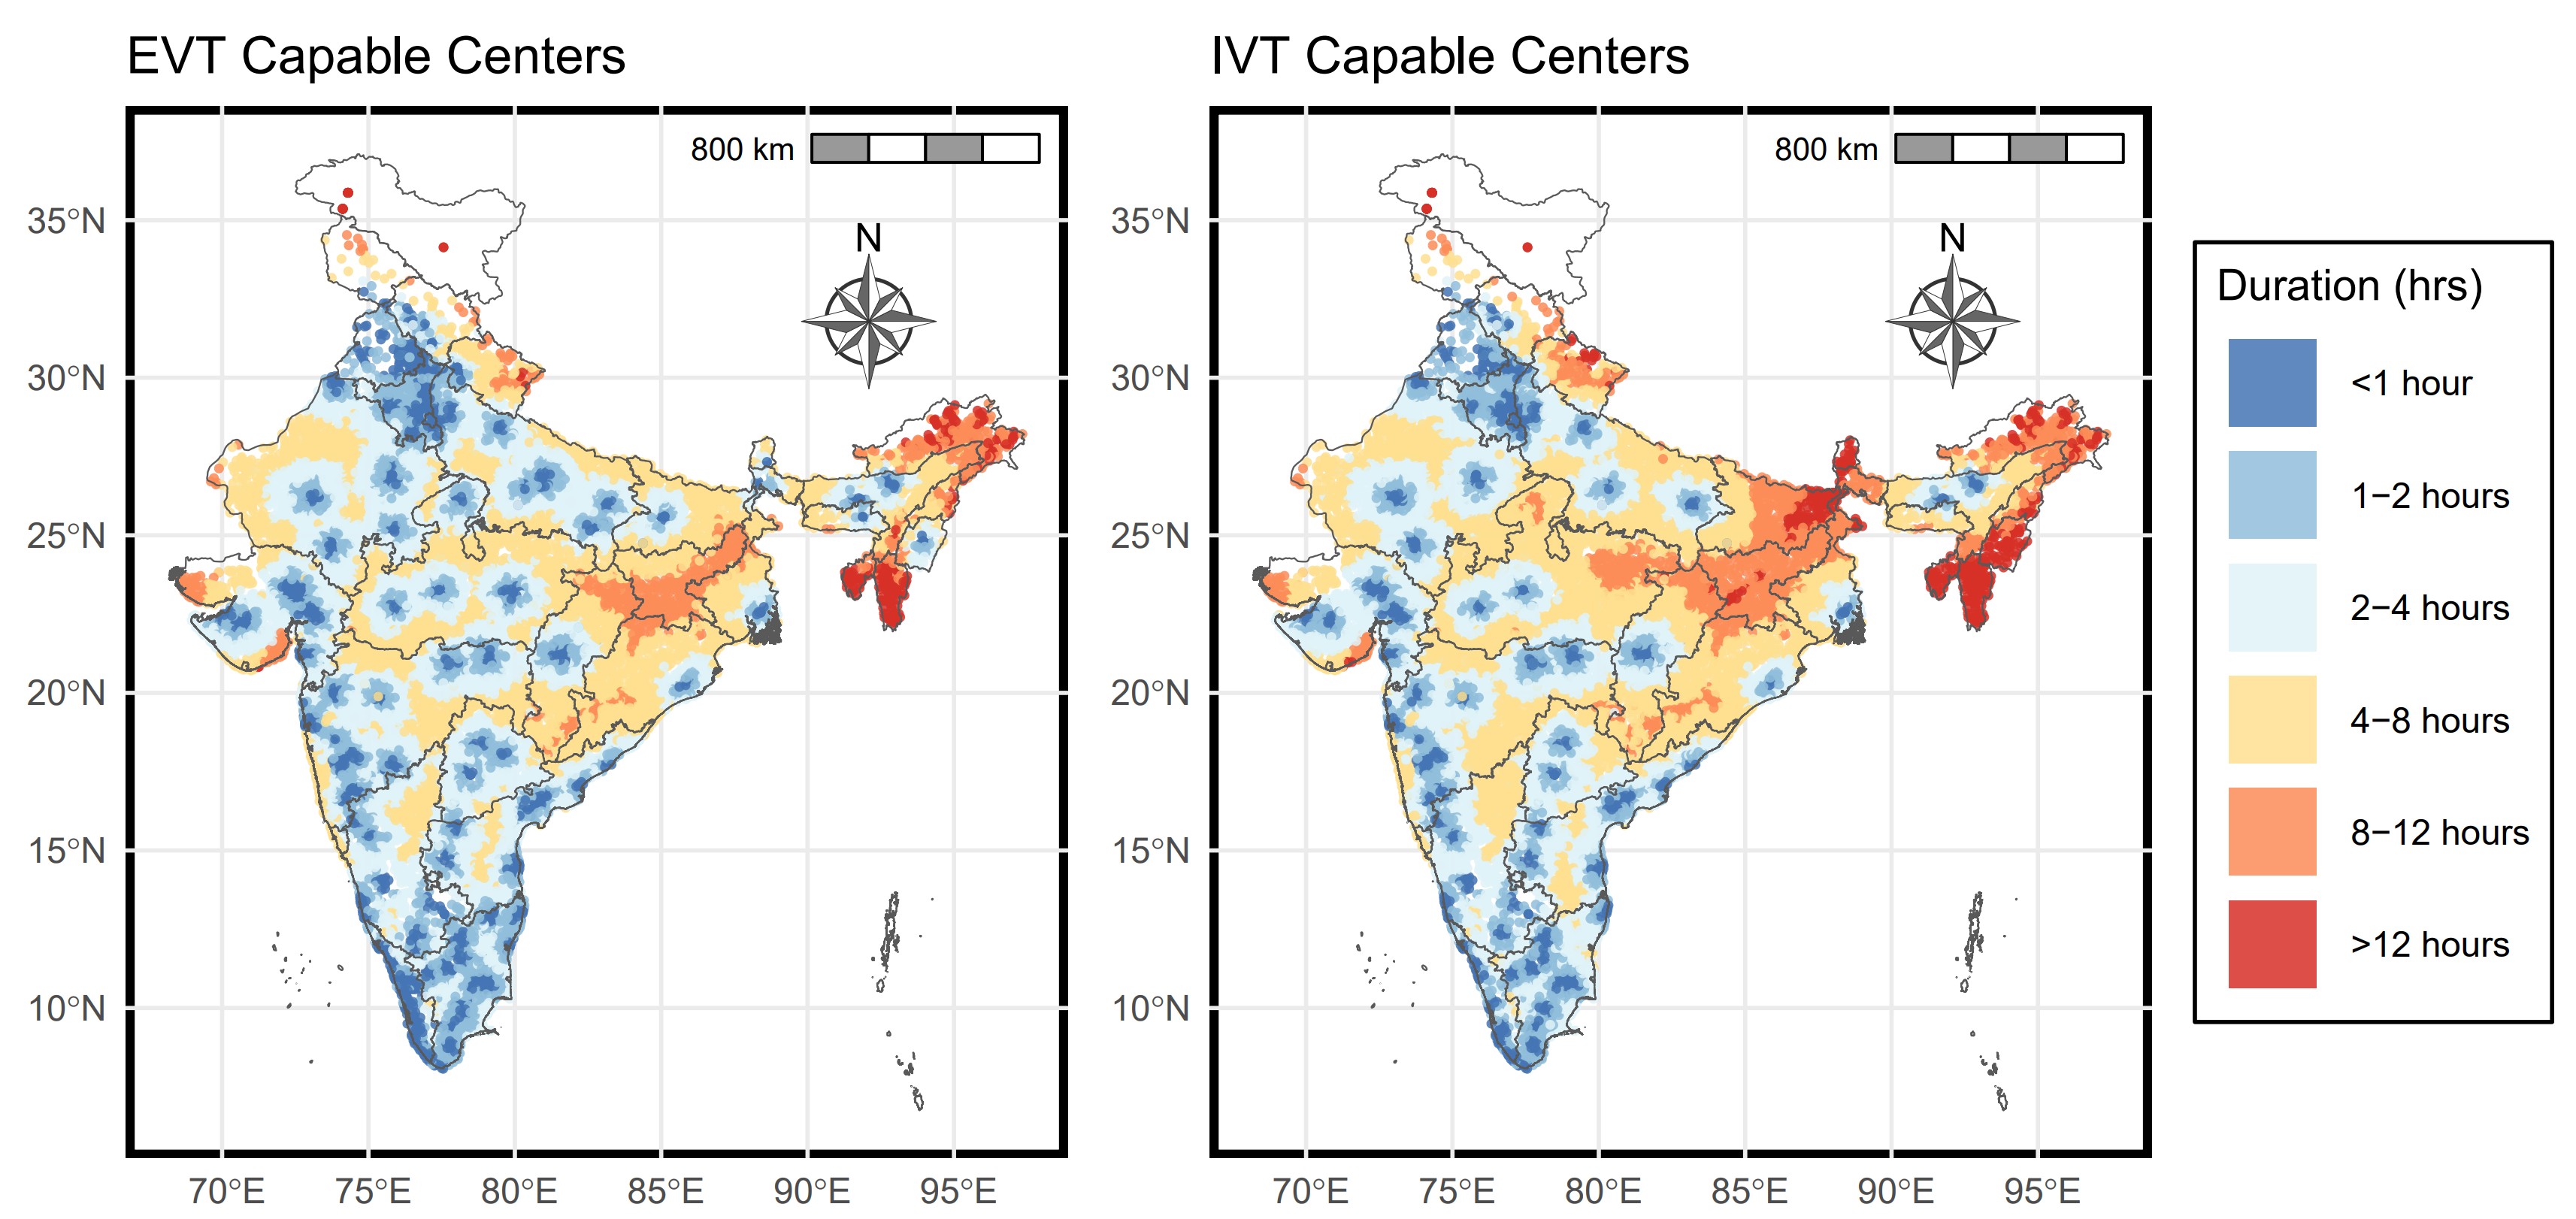 EVT Capable Centers
IVT Capable Centers
800 km
N
35°N
30°N
25°N
20°N
15°N
10°N
70°E
75°E
80°E
85°E
90°E
95°E
800 km
N
35°N
30°N
25°N
20°N
15°N
10°N
70°E
75°E
80°E
85°E
90°E
95°E
Duration (hrs)
<1 hour
1−2 hours
2−4 hours
4−8 hours
8−12 hours
>12 hours